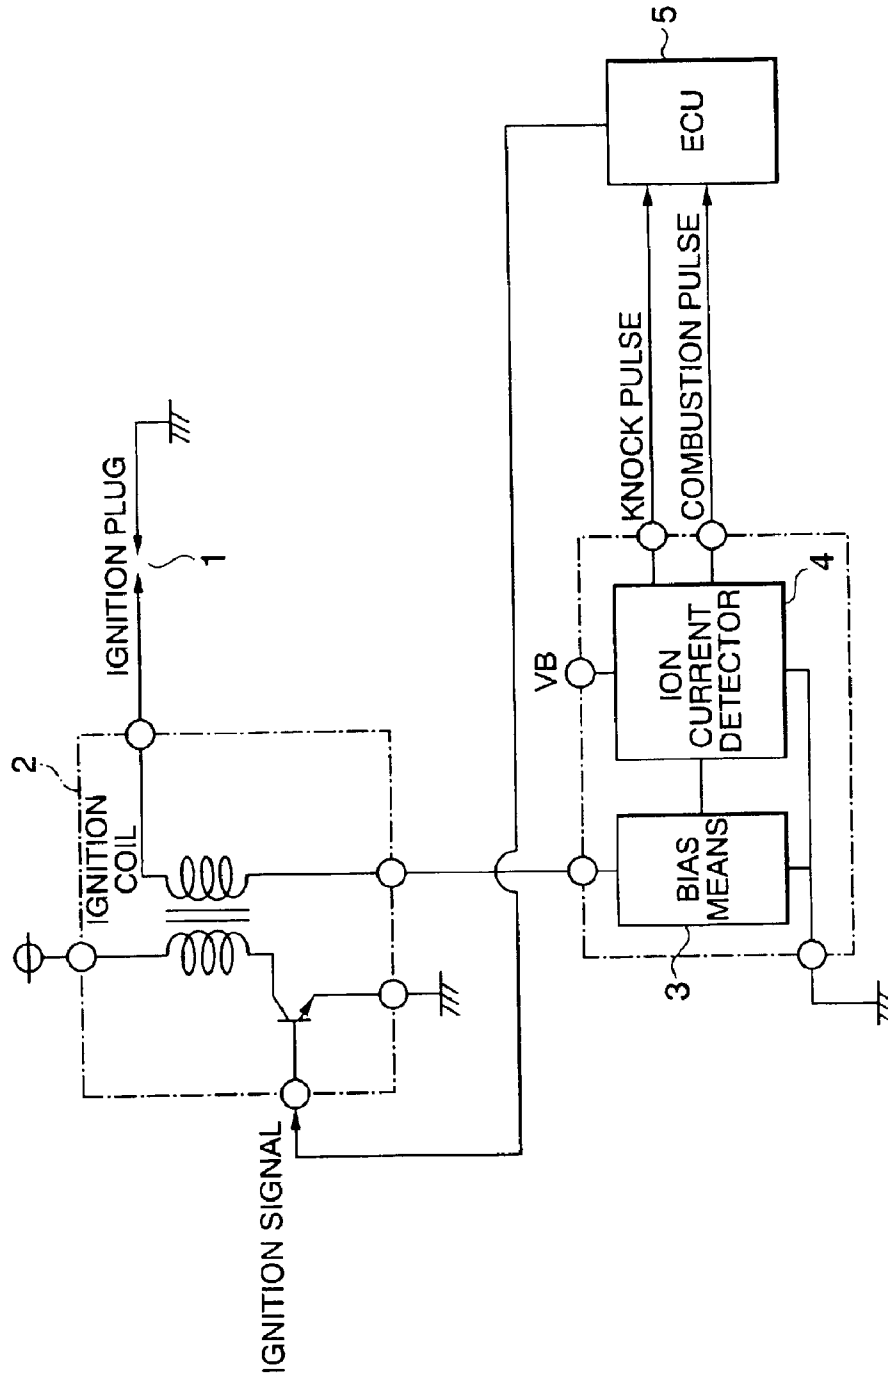 2
IGNITION
COIL
IGNITION PLUG
1
IGNITION SIGNAL
VB
KNOCK PULSE
COMBUSTION PULSE
BIAS
MEANS
3
ION
CURRENT
DETECTOR
4
ECU
5